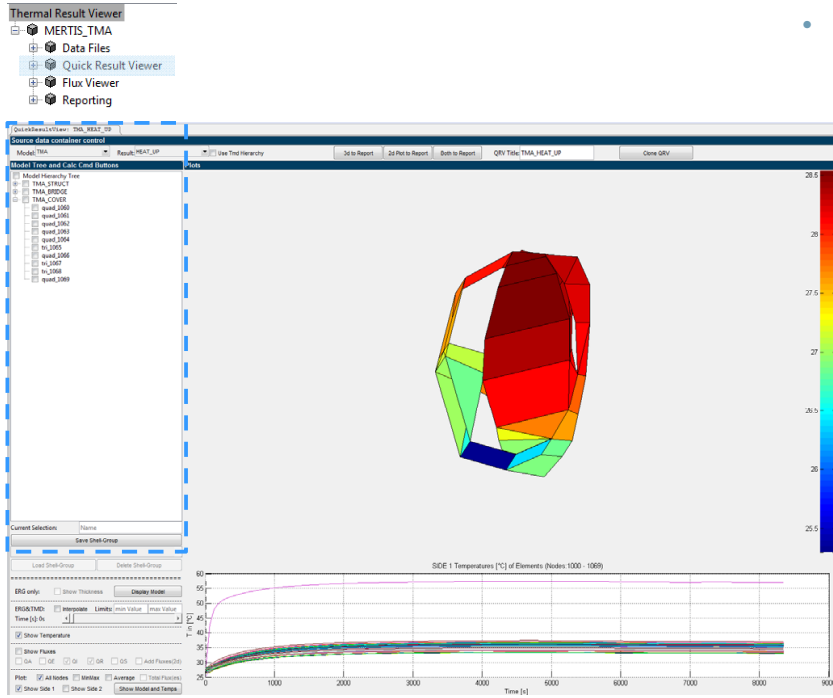 Thermal Result Viewer
MERTIS_TMA
Data Files
Quick Result Viewer
Flux Viewer
Reporting
QuickResultView: TMA_HEAT_UP
Source data container control
Model: TMA Result: HEAT_UP Use Tmd Hierarchy 3d to Report 2d Plot to Report Both to Report QRV Title: TMA_HEAT_UP Clone QRV
Model Tree and Calc Cmd Buttons Plots
Model Hierarchy Tree
TMA_STRUCT
TMA_BRIDGE
TMA_COVER
quad_1060
quad_1061
quad_1062
quad_1063
quad_1064
tri_1065
quad_1066
tri_1067
tri_1068
quad_1069
28.5
28
27.5
27
26.5
26
25.5
Current Selection: Name
Save Shell-Group
Load Shell-Group Delete Shell-Group
ERG only: Show Thickness Display Model
ERG&TMD: Interpolate Limits: min Value max Value
Time [s]: 0s
Show Temperature
Show Fluxes
QA QE QI QR QS Add Fluxes(2d)
Plot: All Nodes MinMax Average Total Flux(es)
Show Side 1 Show Side 2 Show Model and Tempe
SIDE 1 Temperatures [°C] of Elements (Nodes:1000 - 1069)
T in [°C]
60
55
50
45
40
35
30
25
0 1000 2000 3000 4000 5000 6000 7000 8000 900
Time [s]